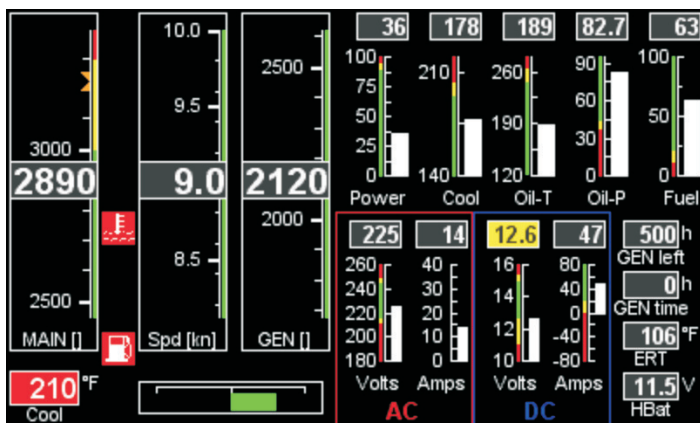 36 178 189 82.7 63
10.0
2500
100 210 260 90 100
75 60
9.5 50 190 50
3000 25 30
0 140 120 0 0
2890 9.0 2120 Power Cool Oil-T Oil-P Fuel
2000
225 14 12.6 47 500 h
GEN left
8.5 260 40 16 80 0 h
240 30 14 40 GEN time
2500 220 20 0
200 10 12 -40 106 °F
MAIN [] Spd [kn] GEN [] 180 0 10 -80 ERT
210 °F Volts Amps Volts Amps 11.5 V
Cool AC DC HBat